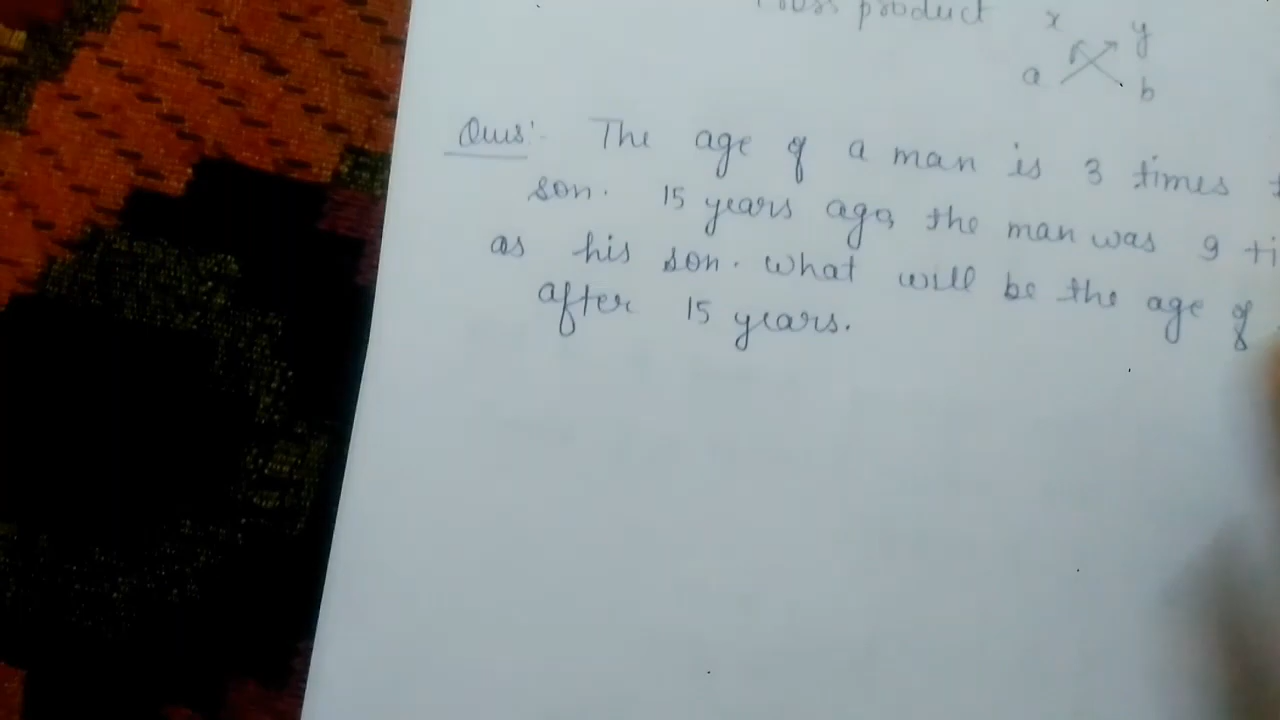 product x y
a b
Ques:- The age of a man is 3 times
son. 15 years ago, the man was 9
as his son. What will be the age of
after 15 years.